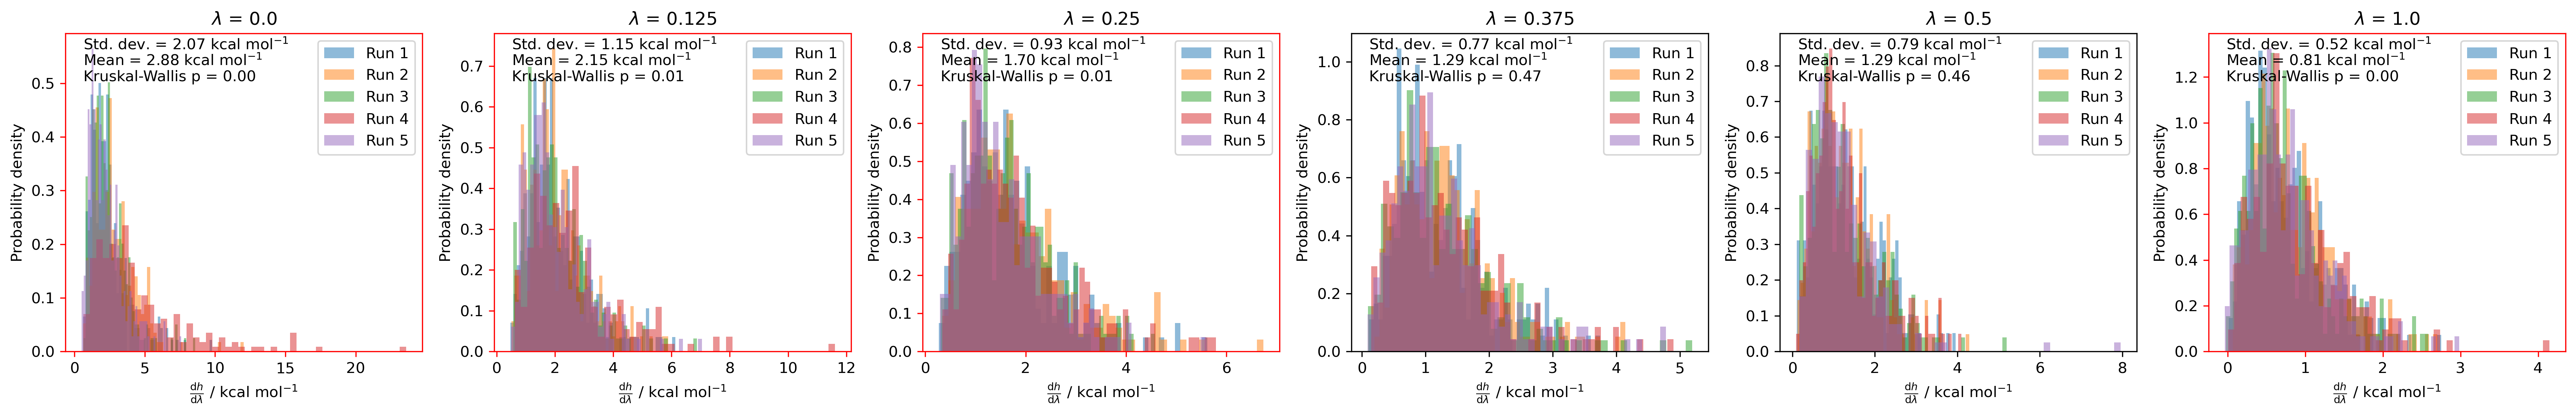 λ = 0.0
Std. dev. = 2.07 kcal mol⁻¹
Mean = 2.88 kcal mol⁻¹
Kruskal-Wallis p = 0.00
Run 1
Run 2
Run 3
Run 4
Run 5
Probability density
0.5
0.4
0.3
0.2
0.1
0.0
0 5 10 15 20
dh/dλ / kcal mol⁻¹
λ = 0.125
Std. dev. = 1.15 kcal mol⁻¹
Mean = 2.15 kcal mol⁻¹
Kruskal-Wallis p = 0.01
Run 1
Run 2
Run 3
Run 4
Run 5
Probability density
0.7
0.6
0.5
0.4
0.3
0.2
0.1
0.0
0 2 4 6 8 10 12
dh/dλ / kcal mol⁻¹
λ = 0.25
Std. dev. = 0.93 kcal mol⁻¹
Mean = 1.70 kcal mol⁻¹
Kruskal-Wallis p = 0.01
Run 1
Run 2
Run 3
Run 4
Run 5
Probability density
0.8
0.7
0.6
0.5
0.4
0.3
0.2
0.1
0.0
0 2 4 6
dh/dλ / kcal mol⁻¹
λ = 0.375
Std. dev. = 0.77 kcal mol⁻¹
Mean = 1.29 kcal mol⁻¹
Kruskal-Wallis p = 0.47
Run 1
Run 2
Run 3
Run 4
Run 5
Probability density
1.0
0.8
0.6
0.4
0.2
0.0
0 1 2 3 4 5
dh/dλ / kcal mol⁻¹
λ = 0.5
Std. dev. = 0.79 kcal mol⁻¹
Mean = 1.29 kcal mol⁻¹
Kruskal-Wallis p = 0.46
Run 1
Run 2
Run 3
Run 4
Run 5
Probability density
0.8
0.7
0.6
0.5
0.4
0.3
0.2
0.1
0.0
0 2 4 6 8
dh/dλ / kcal mol⁻¹
λ = 1.0
Std. dev. = 0.52 kcal mol⁻¹
Mean = 0.81 kcal mol⁻¹
Kruskal-Wallis p = 0.00
Run 1
Run 2
Run 3
Run 4
Run 5
Probability density
1.2
1.0
0.8
0.6
0.4
0.2
0.0
0 1 2 3 4
dh/dλ / kcal mol⁻¹